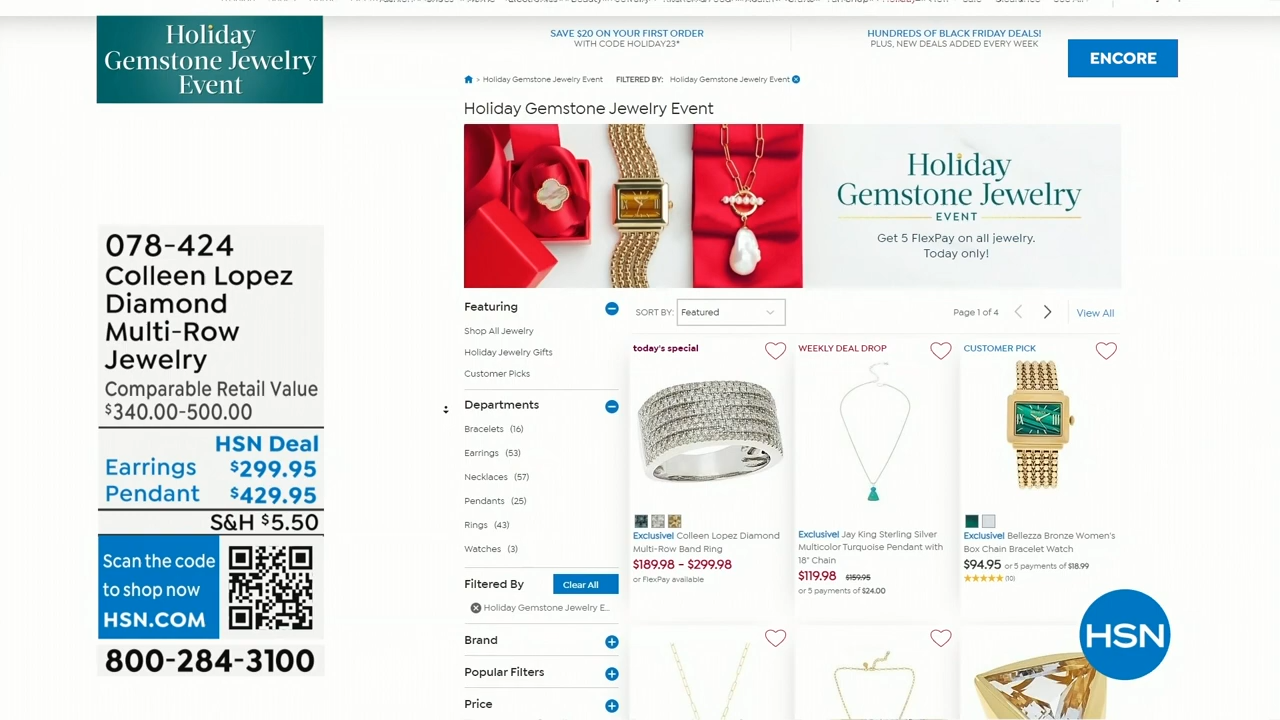 Holiday
Gemstone Jewelry
Event
SAVE $20 ON YOUR FIRST ORDER
WITH CODE HOLIDAY23*
HUNDREDS OF BLACK FRIDAY DEALS!
PLUS, NEW DEALS ADDED EVERY WEEK
ENCORE
> Holiday Gemstone Jewelry Event FILTERED BY: Holiday Gemstone Jewelry Event
Holiday Gemstone Jewelry Event
Holiday
Gemstone Jewelry
EVENT
Get 5 FlexPay on all jewelry.
Today only!
078-424
Colleen Lopez
Diamond
Multi-Row
Jewelry
Comparable Retail Value
$340.00-500.00
HSN Deal
Earrings $299.95
Pendant $429.95
S&H $5.50
Scan the code
to shop now
HSN.COM
800-284-3100
Featuring
Shop All Jewelry
Holiday Jewelry Gifts
Customer Picks
Departments
Bracelets (16)
Earrings (53)
Necklaces (57)
Pendants (25)
Rings (43)
Watches (3)
Filtered By Clear All
Holiday Gemstone Jewelry E...
Brand
Popular Filters
Price
SORT BY: Featured
Page 1 of 4 View All
today's special
Exclusive! Colleen Lopez Diamond
Multi-Row Band Ring
$189.98 - $299.98
or FlexPay available
WEEKLY DEAL DROP
Exclusive! Jay King Sterling Silver
Multicolor Turquoise Pendant with
18" Chain
$119.98 $159.95
or 5 payments of $24.00
CUSTOMER PICK
Exclusive! Bellezza Bronze Women's
Box Chain Bracelet Watch
$94.95 or 5 payments of $18.99
(10)
HSN